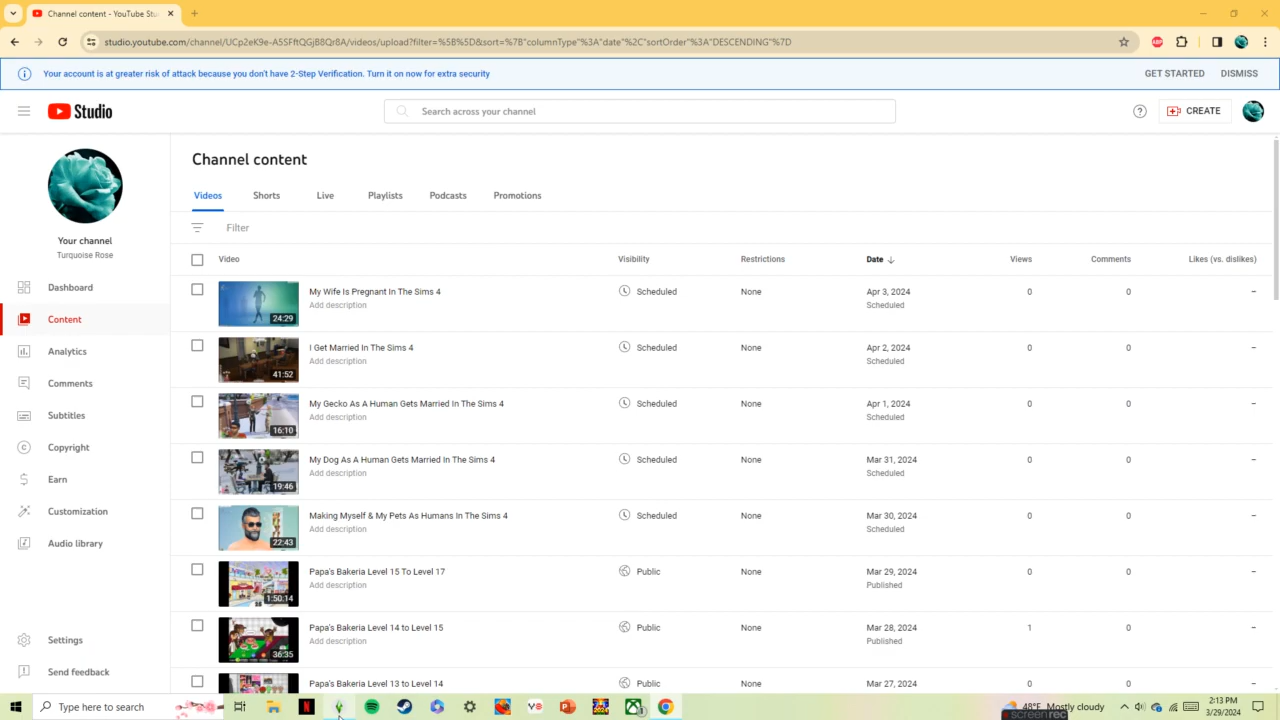 Channel content - YouTube Stu
studio.youtube.com/channel/UCp2eK9e-A5SFftQGjB8Qr8A/videos/upload?filter=%5B%5D&sort=%7B"columnType"%3A"date"%2C"sortOrder"%3A"DESCENDING"%7D
ABP
Your account is at greater risk of attack because you don't have 2-Step Verification. Turn it on now for extra security
GET STARTED
DISMISS
Studio
Search across your channel
CREATE
Your channel
Turquoise Rose
Dashboard
Content
Analytics
Comments
Subtitles
Copyright
Earn
Customization
Audio library
Settings
Send feedback
Channel content
Videos Shorts Live Playlists Podcasts Promotions
Filter
Video Visibility Restrictions Date Views Comments Likes (vs. dislikes)
24:29
My Wife Is Pregnant In The Sims 4 Scheduled None Apr 3, 2024 0 0 –
Add description Scheduled
41:52
I Get Married In The Sims 4 Scheduled None Apr 2, 2024 0 0 –
Add description Scheduled
16:10
My Gecko As A Human Gets Married In The Sims 4 Scheduled None Apr 1, 2024 0 0 –
Add description Scheduled
19:46
My Dog As A Human Gets Married In The Sims 4 Scheduled None Mar 31, 2024 0 0 –
Add description Scheduled
22:43
Making Myself & My Pets As Humans In The Sims 4 Scheduled None Mar 30, 2024 0 0 –
Add description Scheduled
1:50:14
Papa's Bakeria Level 15 To Level 17 Public None Mar 29, 2024 0 0 –
Add description Published
36:35
Papa's Bakeria Level 14 to Level 15 Public None Mar 28, 2024 1 0 –
Add description Published
Papa's Bakeria Level 13 to Level 14 Public None Mar 27, 2024 0 0 –
Type here to search
48°F Mostly cloudy
2:13 PM
3/29/2024
screenrec